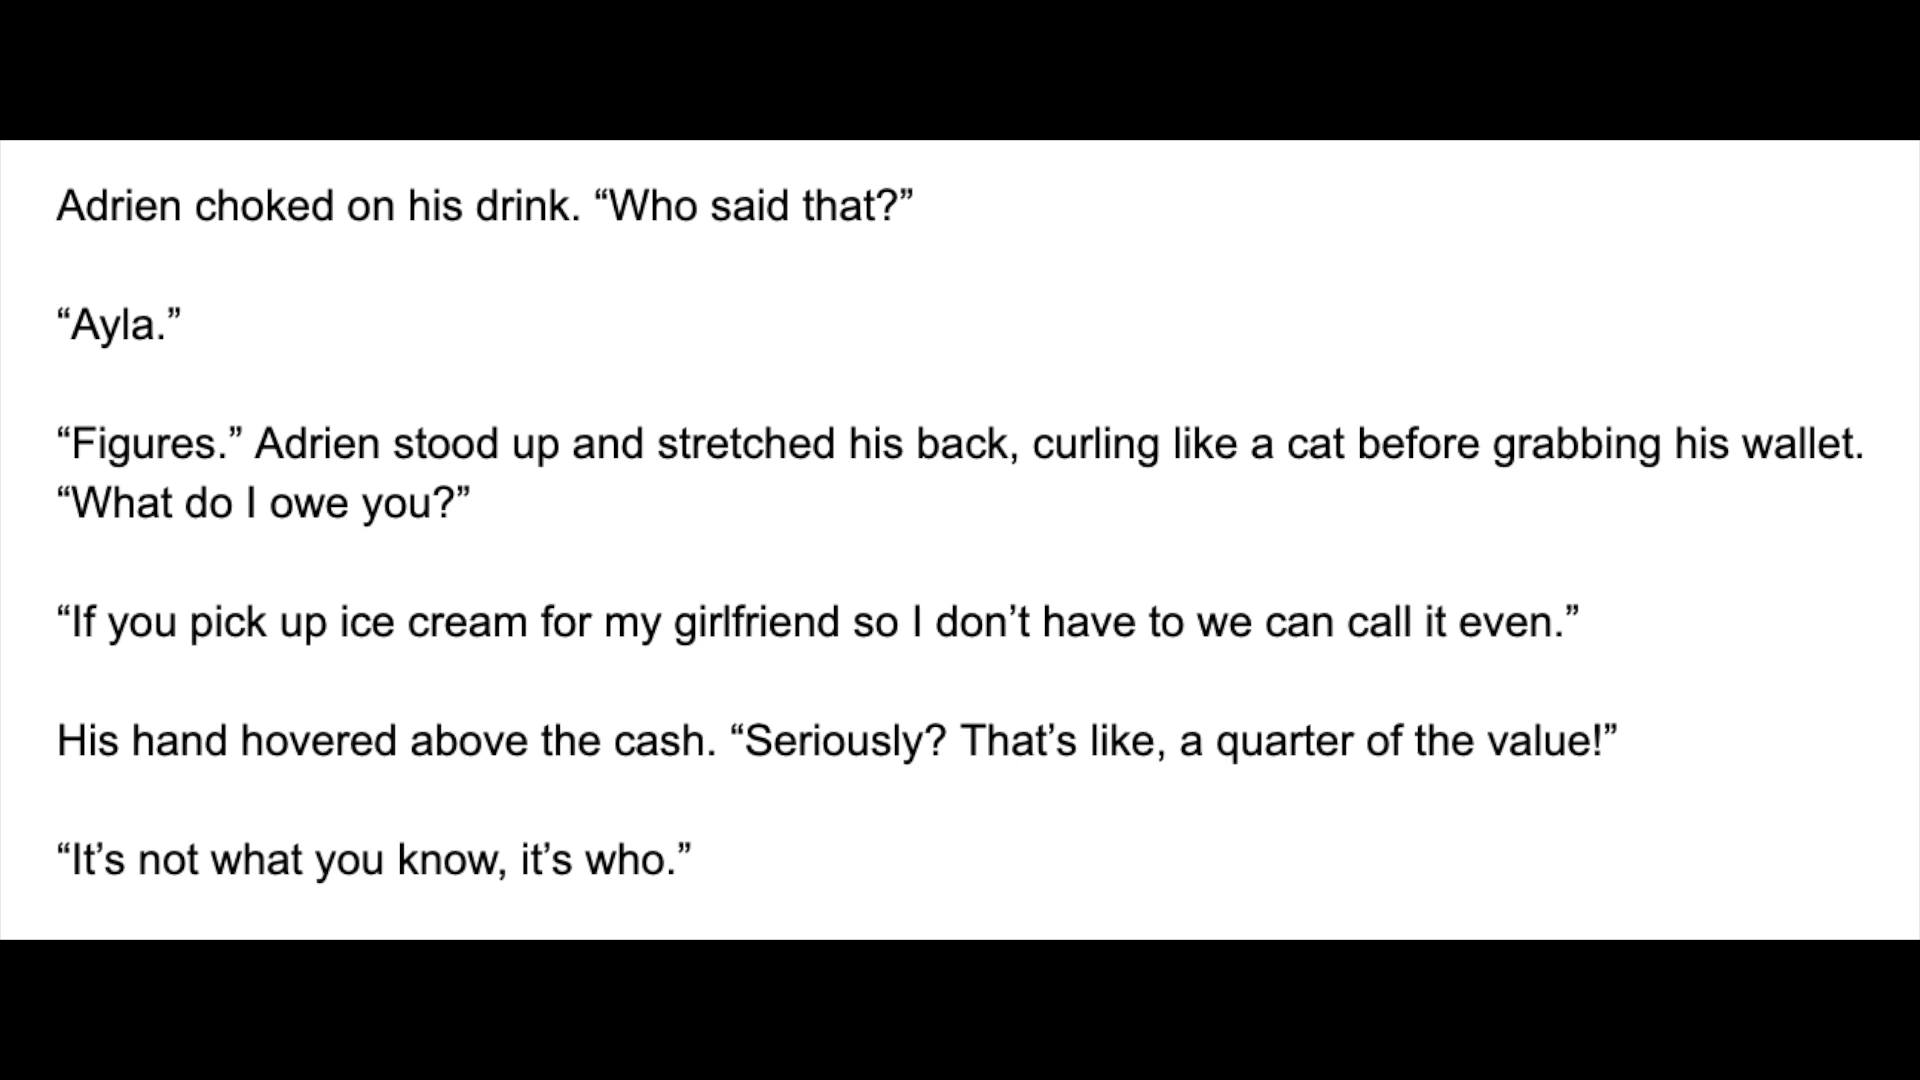 Adrien choked on his drink. “Who said that?”
“Ayla.”
“Figures.” Adrien stood up and stretched his back, curling like a cat before grabbing his wallet.
“What do I owe you?”
“If you pick up ice cream for my girlfriend so I don’t have to we can call it even.”
His hand hovered above the cash. “Seriously? That’s like, a quarter of the value!”
“It’s not what you know, it’s who.”